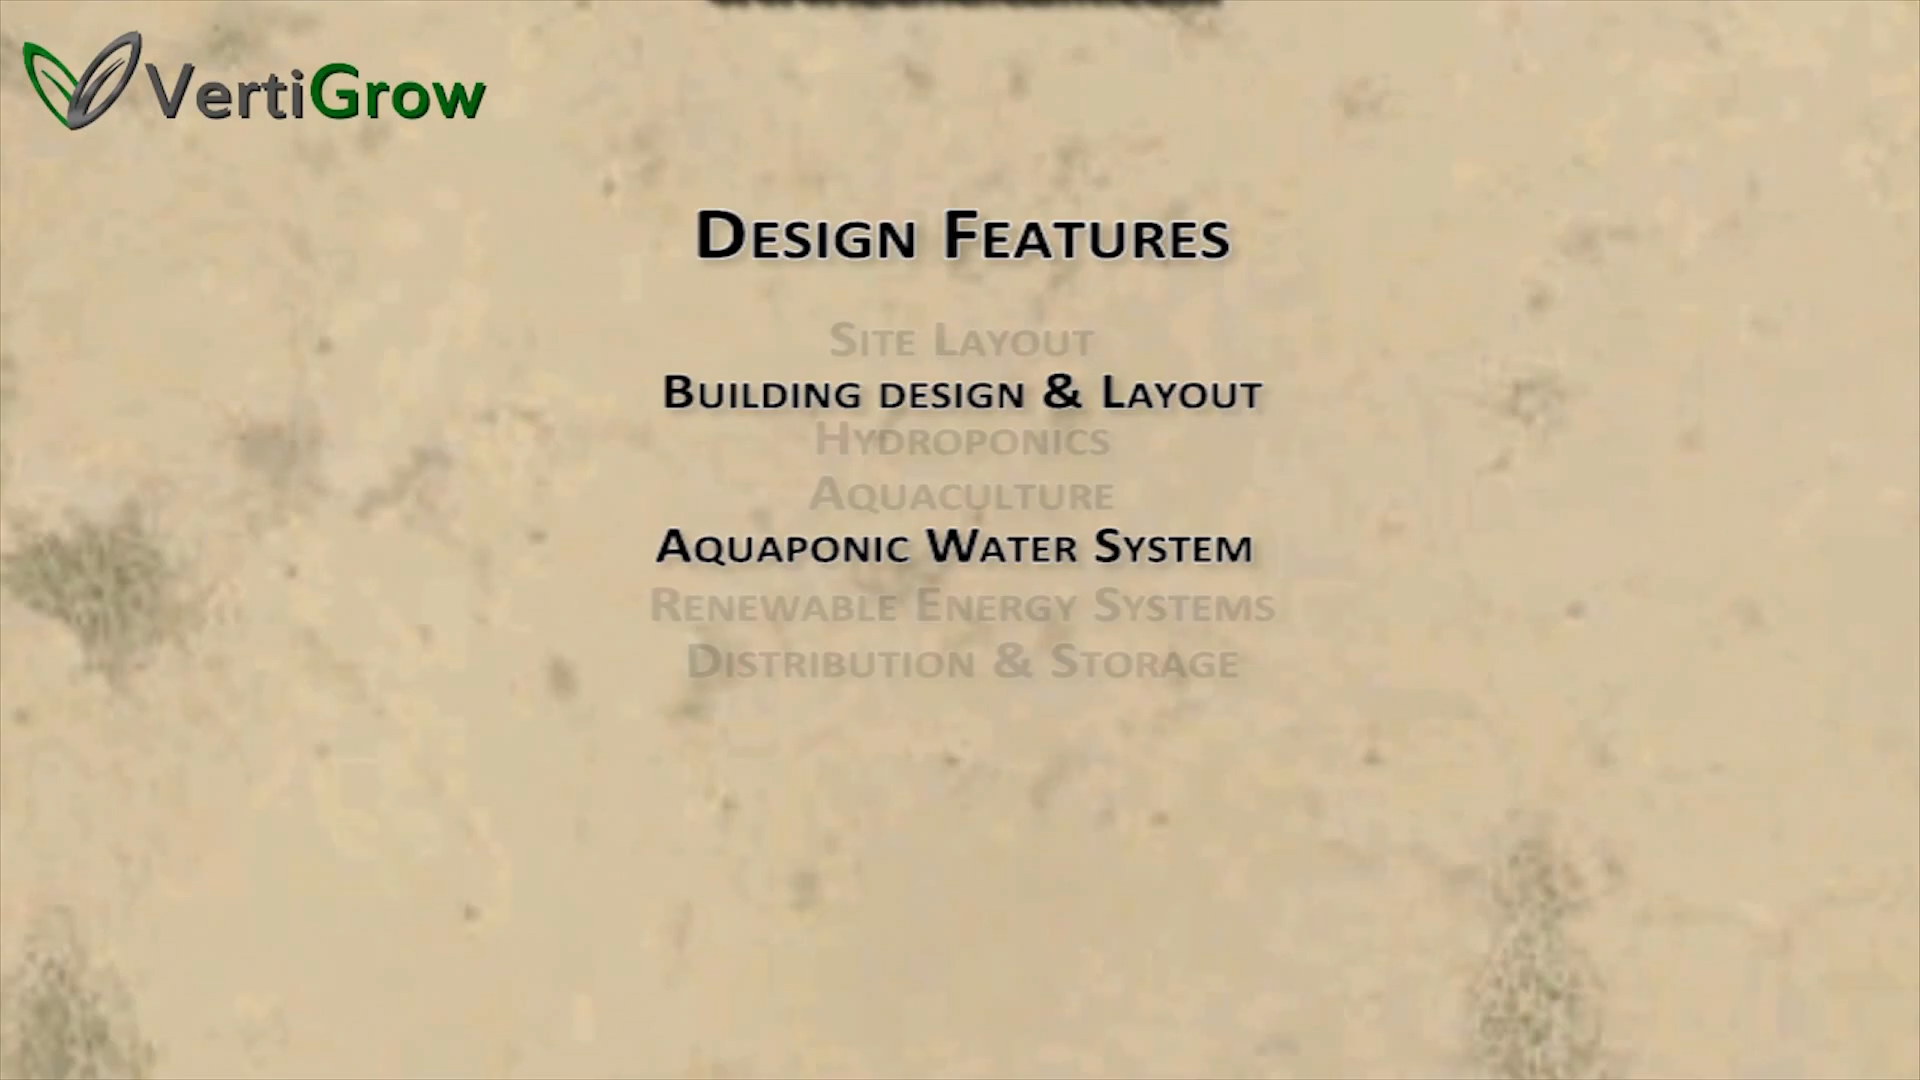 VertiGrow
Design Features
Site Layout
Building design & Layout
Hydroponics
Aquaculture
Aquaponic Water System
Renewable Energy Systems
Distribution & Storage